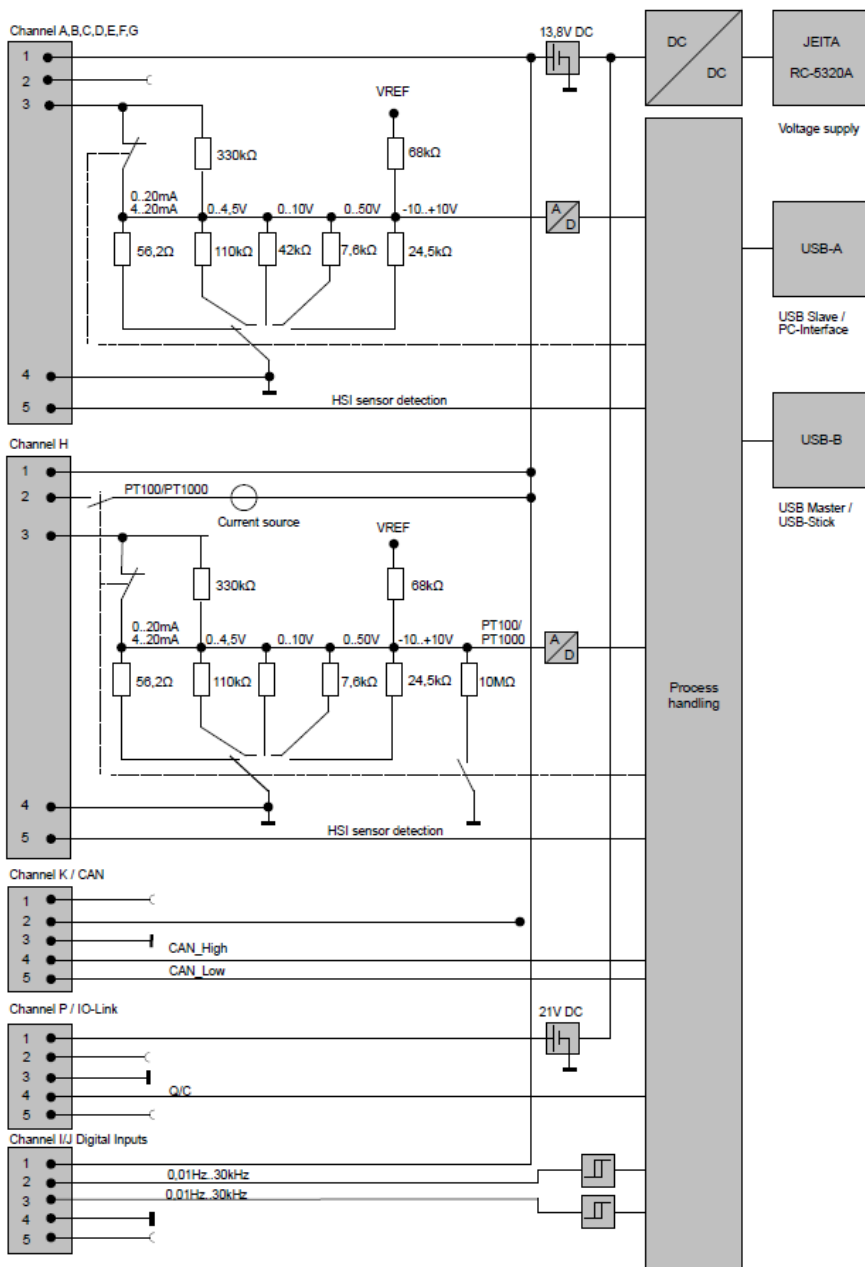 Channel A,B,C,D,E,F,G
13,8V DC
DC
DC
JEITA
RC-5320A
Voltage supply
1
2
3
VREF
330kΩ
68kΩ
0..20mA
4..20mA
0..4,5V
0..10V
0..50V
-10..+10V
A
D
56,2Ω
110kΩ
42kΩ
7,6kΩ
24,5kΩ
USB-A
USB Slave /
PC-Interface
4
5
HSI sensor detection
USB-B
USB Master /
USB-Stick
Channel H
1
2
PT100/PT1000
Current source
3
VREF
330kΩ
68kΩ
0..20mA
4..20mA
0..4,5V
0..10V
0..50V
-10..+10V
PT100/
PT1000
A
D
56,2Ω
110kΩ
7,6kΩ
24,5kΩ
10MΩ
Process
handling
4
5
HSI sensor detection
Channel K / CAN
1
2
3
CAN_High
4
CAN_Low
5
Channel P / IO-Link
21V DC
1
2
3
Q/C
4
5
Channel I/J Digital Inputs
1
0,01Hz..30kHz
2
0,01Hz..30kHz
3
4
5